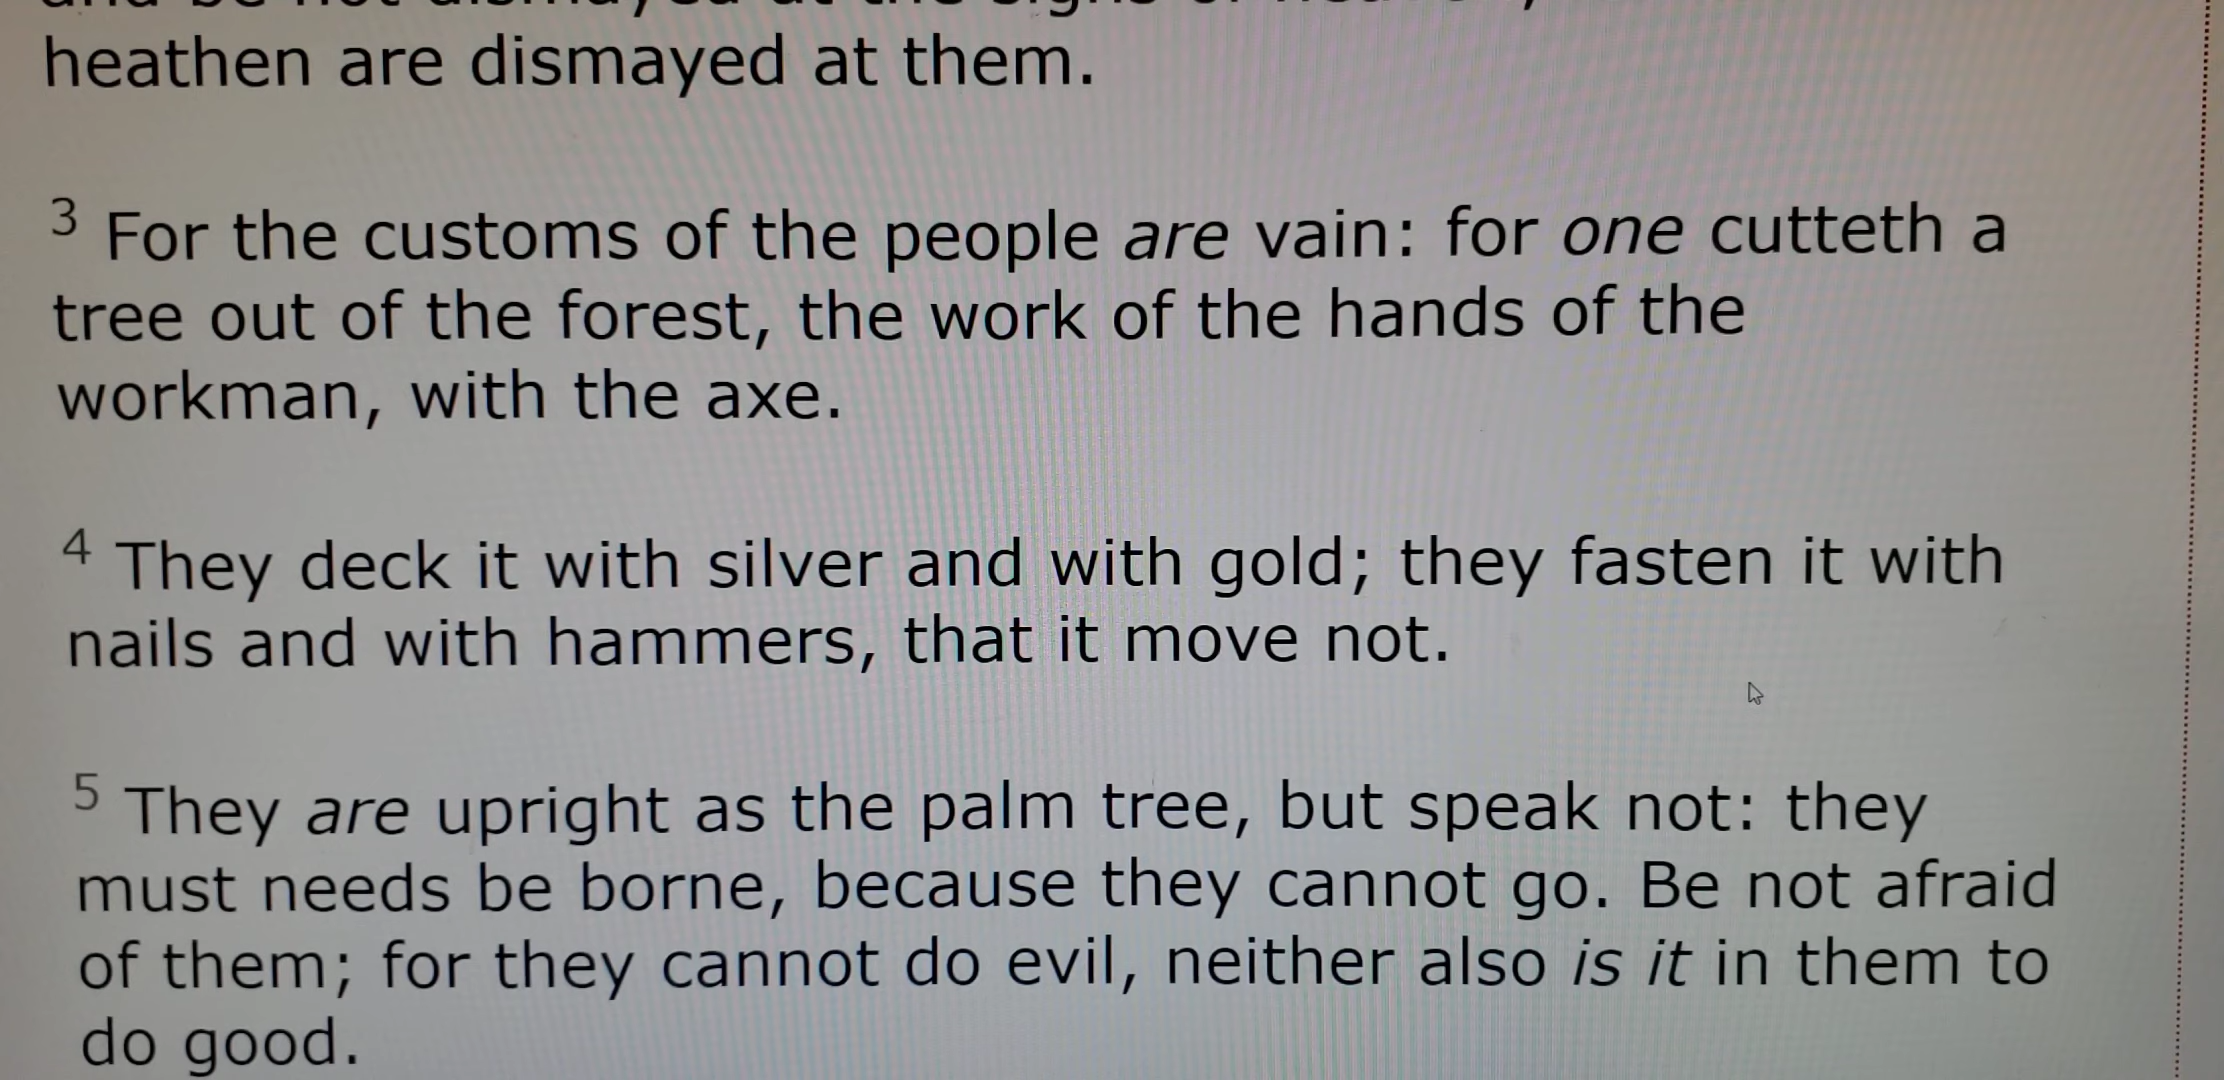 heathen are dismayed at them.
3 For the customs of the people are vain: for one cutteth a
tree out of the forest, the work of the hands of the
workman, with the axe.
4 They deck it with silver and with gold; they fasten it with
nails and with hammers, that it move not.
5 They are upright as the palm tree, but speak not: they
must needs be borne, because they cannot go. Be not afraid
of them; for they cannot do evil, neither also is it in them to
do good.